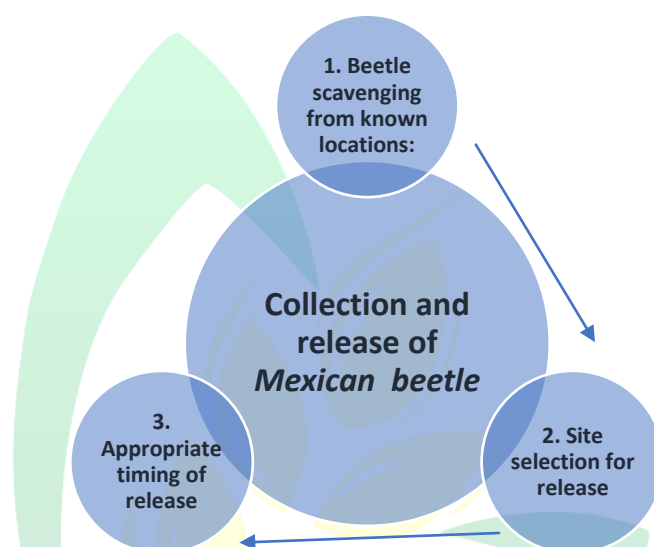 1. Beetle
scavenging
from known
locations:
Collection and
release of
Mexican beetle
2. Site
selection for
release
3.
Appropriate
timing of
release